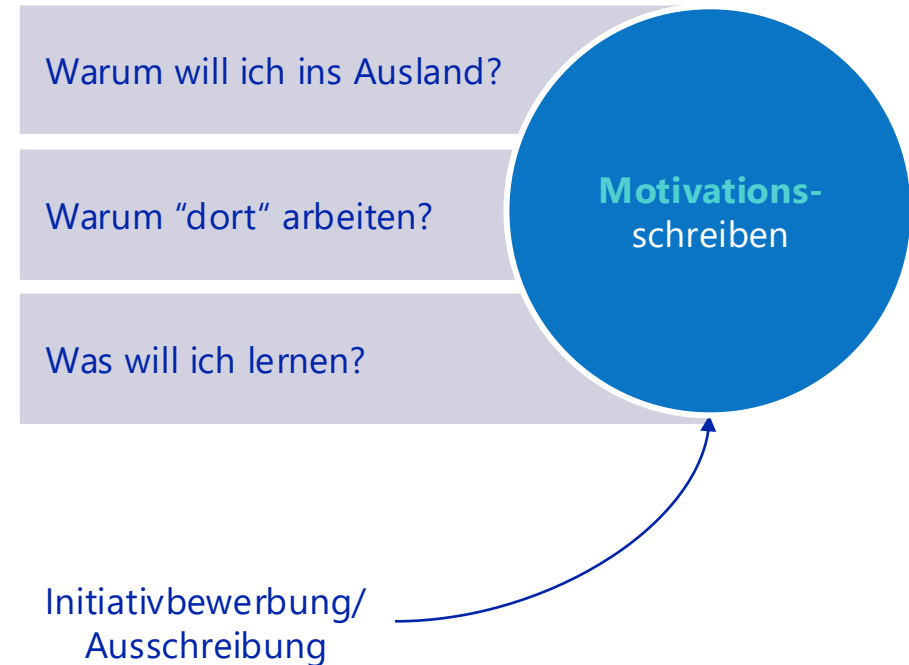 Warum will ich ins Ausland?
Warum “dort“ arbeiten?
Was will ich lernen?
Motivations-
schreiben
Initiativbewerbung/
Ausschreibung